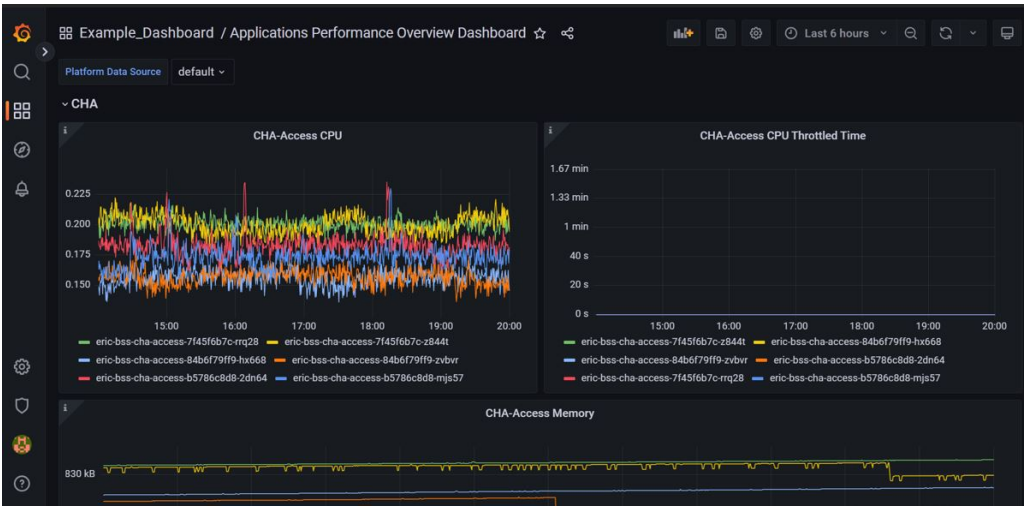 Example_Dashboard / Applications Performance Overview Dashboard
Last 6 hours
Platform Data Source default
CHA
CHA-Access CPU
0.225
0.200
0.175
0.150
15:00 16:00 17:00 18:00 19:00 20:00
eric-bss-cha-access-7f45f6b7c-rrq28 eric-bss-cha-access-7f45f6b7c-z844t
eric-bss-cha-access-84b6f79ff9-hx668 eric-bss-cha-access-84b6f79ff9-zvbvr
eric-bss-cha-access-b5786c8d8-2dn64 eric-bss-cha-access-b5786c8d8-mjs57
CHA-Access CPU Throttled Time
1.67 min
1.33 min
1 min
40 s
20 s
0 s
15:00 16:00 17:00 18:00 19:00 20:00
eric-bss-cha-access-7f45f6b7c-z844t eric-bss-cha-access-84b6f79ff9-hx668
eric-bss-cha-access-84b6f79ff9-zvbvr eric-bss-cha-access-b5786c8d8-2dn64
eric-bss-cha-access-7f45f6b7c-rrq28 eric-bss-cha-access-b5786c8d8-mjs57
CHA-Access Memory
830 kB